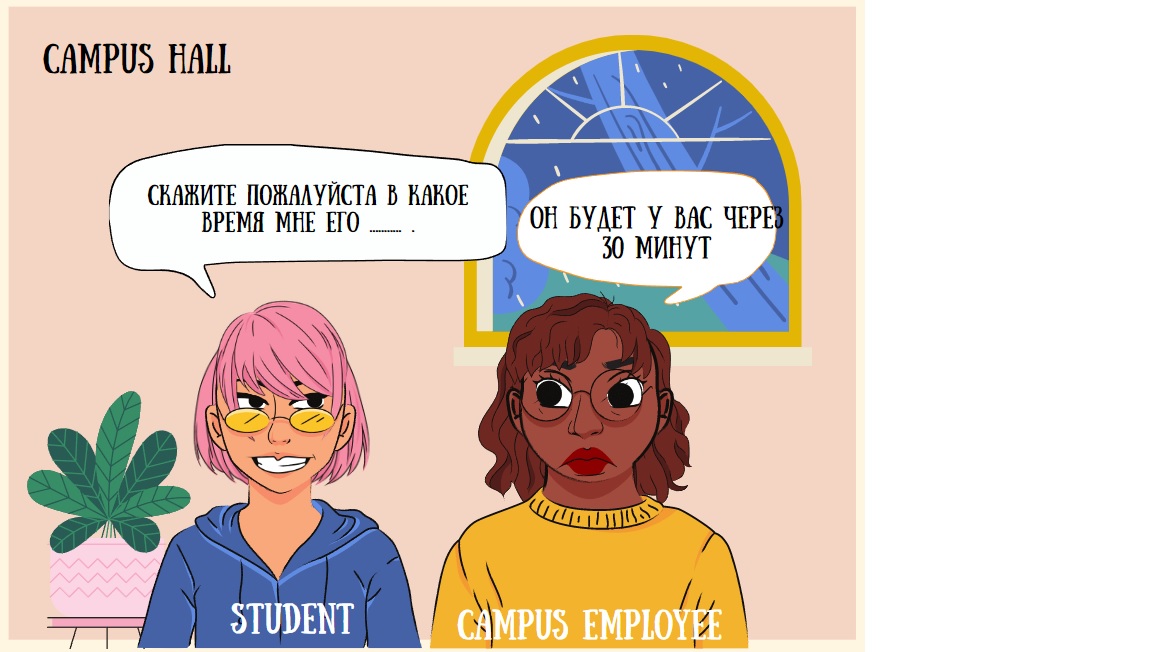 CAMPUS HALL
СКАЖИТЕ ПОЖАЛУЙСТА В КАКОЕ
ВРЕМЯ МНЕ ЕГО ........... .
ОН БУДЕТ У ВАС ЧЕРЕЗ
30 МИНУТ
STUDENT
CAMPUS EMPLOYEE